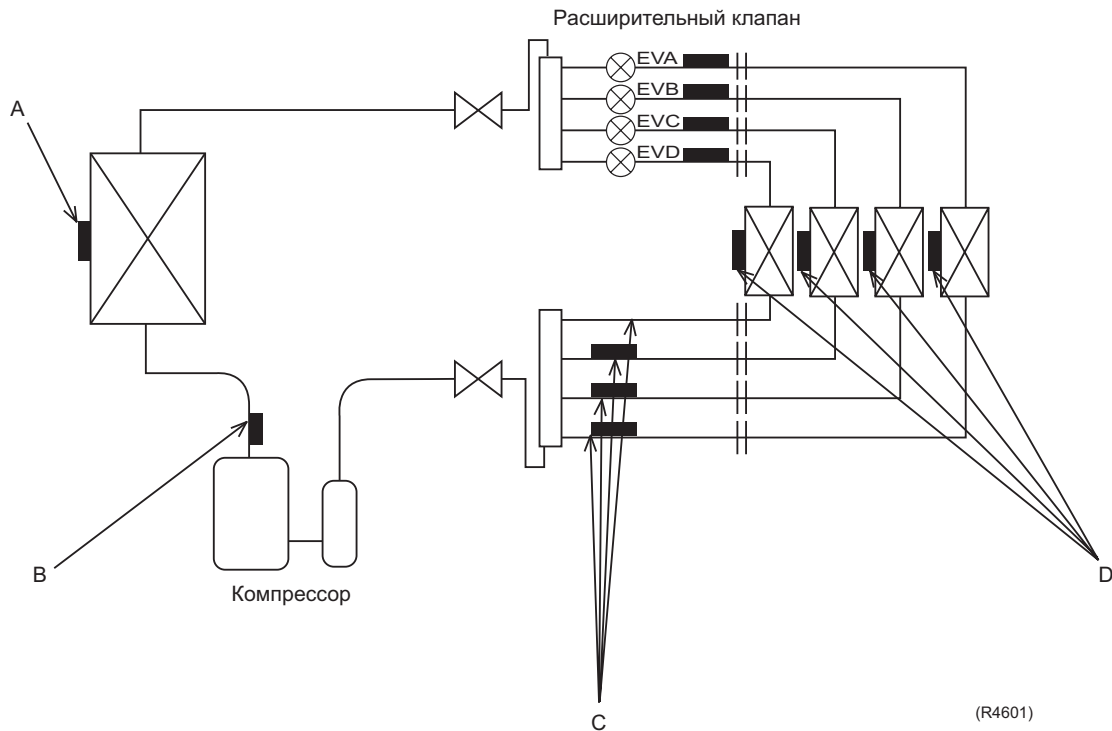 Расширительный клапан
EVA
EVB
EVC
EVD
A
B
Компрессор
D
C
(R4601)